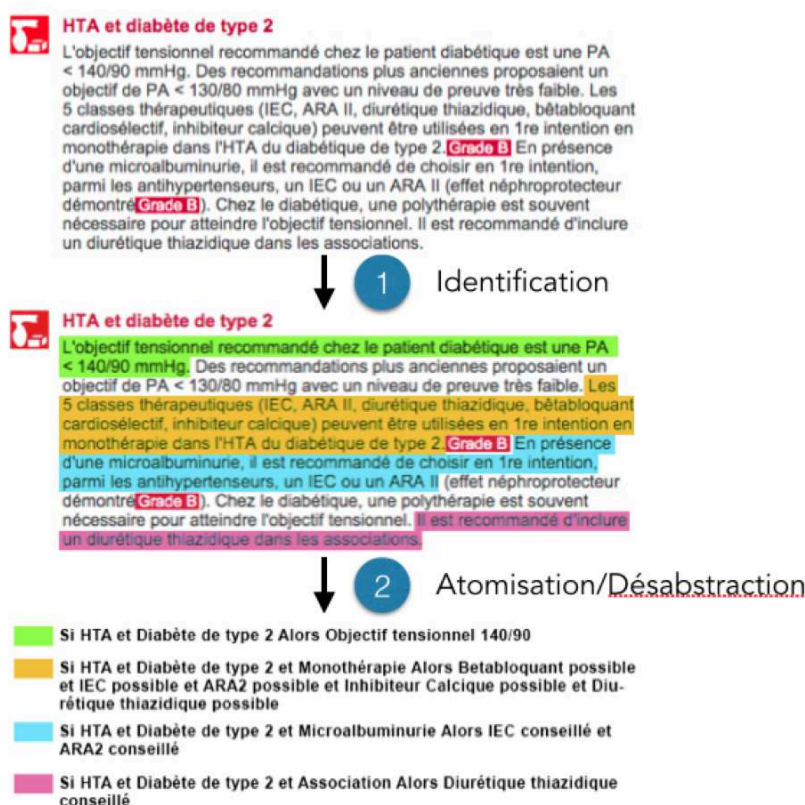 HTA et diabète de type 2
L'objectif tensionnel recommandé chez le patient diabétique est une PA
< 140/90 mmHg. Des recommandations plus anciennes proposaient un
objectif de PA < 130/80 mmHg avec un niveau de preuve très faible. Les
5 classes thérapeutiques (IEC, ARA II, diurétique thiazidique, bêtabloquant
cardiosélectif, inhibiteur calcique) peuvent être utilisées en 1re intention en
monothérapie dans l'HTA du diabétique de type 2. Grade B En présence
d'une microalbuminurie, il est recommandé de choisir en 1re intention,
parmi les antihypertenseurs, un IEC ou un ARA II (effet néphroprotecteur
démontré Grade B). Chez le diabétique, une polythérapie est souvent
nécessaire pour atteindre l'objectif tensionnel. Il est recommandé d'inclure
un diurétique thiazidique dans les associations.
1 Identification
HTA et diabète de type 2
L'objectif tensionnel recommandé chez le patient diabétique est une PA
< 140/90 mmHg. Des recommandations plus anciennes proposaient un
objectif de PA < 130/80 mmHg avec un niveau de preuve très faible. Les
5 classes thérapeutiques (IEC, ARA II, diurétique thiazidique, bêtabloquant
cardiosélectif, inhibiteur calcique) peuvent être utilisées en 1re intention en
monothérapie dans l'HTA du diabétique de type 2. Grade B En présence
d'une microalbuminurie, il est recommandé de choisir en 1re intention,
parmi les antihypertenseurs, un IEC ou un ARA II (effet néphroprotecteur
démontré Grade B). Chez le diabétique, une polythérapie est souvent
nécessaire pour atteindre l'objectif tensionnel. Il est recommandé d'inclure
un diurétique thiazidique dans les associations.
2 Atomisation/Désabstraction
Si HTA et Diabète de type 2 Alors Objectif tensionnel 140/90
Si HTA et Diabète de type 2 et Monothérapie Alors Betabloquant possible
et IEC possible et ARA2 possible et Inhibiteur Calcique possible et Diu-
rétique thiazidique possible
Si HTA et Diabète de type 2 et Microalbuminurie Alors IEC conseillé et
ARA2 conseillé
Si HTA et Diabète de type 2 et Association Alors Diurétique thiazidique
conseillé